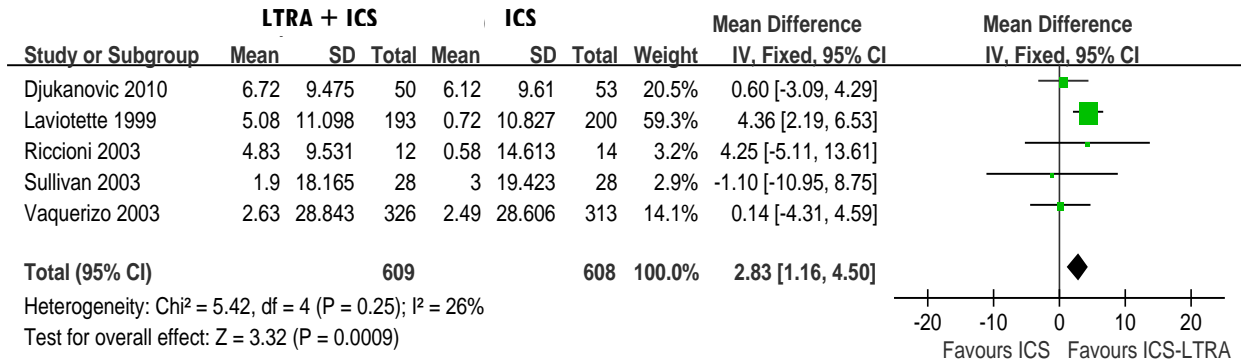 LTRA + ICS ICS Mean Difference Mean Difference
Study or Subgroup Mean SD Total Mean SD Total Weight IV, Fixed, 95% CI IV, Fixed, 95% CI
Djukanovic 2010 6.72 9.475 50 6.12 9.61 53 20.5% 0.60 [-3.09, 4.29]
Laviotette 1999 5.08 11.098 193 0.72 10.827 200 59.3% 4.36 [2.19, 6.53]
Riccioni 2003 4.83 9.531 12 0.58 14.613 14 3.2% 4.25 [-5.11, 13.61]
Sullivan 2003 1.9 18.165 28 3 19.423 28 2.9% -1.10 [-10.95, 8.75]
Vaquerizo 2003 2.63 28.843 326 2.49 28.606 313 14.1% 0.14 [-4.31, 4.59]
Total (95% CI) 609 608 100.0% 2.83 [1.16, 4.50]
Heterogeneity: Chi² = 5.42, df = 4 (P = 0.25); I² = 26%
Test for overall effect: Z = 3.32 (P = 0.0009)
-20 -10 0 10 20
Favours ICS Favours ICS-LTRA